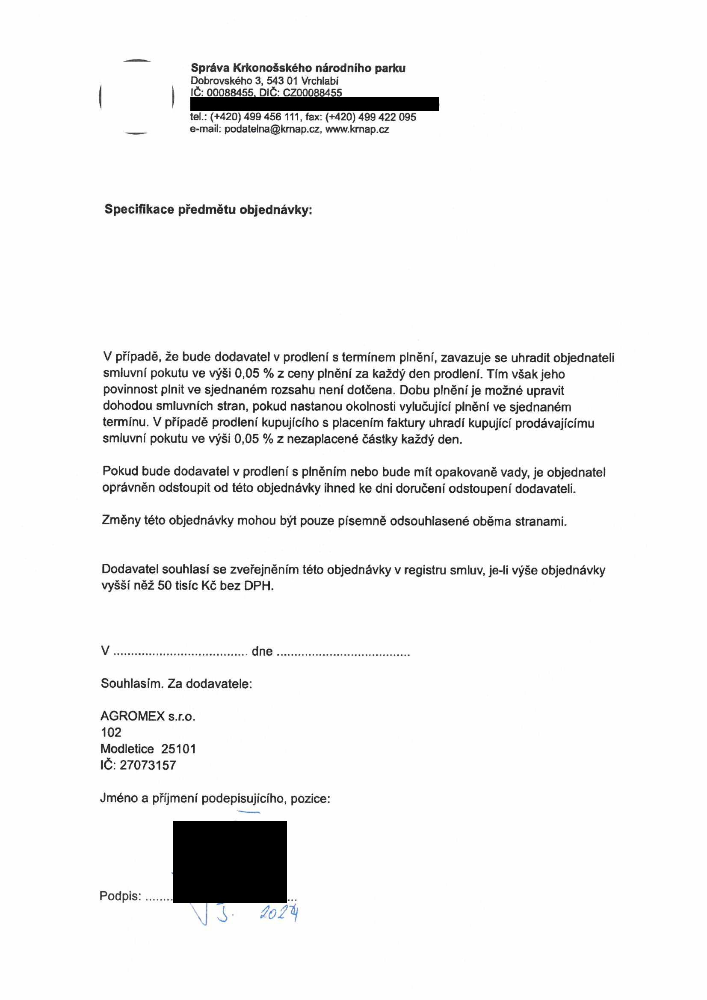 Správa Krkonošského národního parku
Dobrovského 3, 543 01 Vrchlabí
IČ: 00088455, DIČ: CZ00088455
tel.: (+420) 499 456 111, fax: (+420) 499 422 095
e-mail: podatelna@krnap.cz, www.krnap.cz
Specifikace předmětu objednávky:
V případě, že bude dodavatel v prodlení s termínem plnění, zavazuje se uhradit objednateli
smluvní pokutu ve výši 0,05 % z ceny plnění za každý den prodlení. Tím však jeho
povinnost plnit ve sjednaném rozsahu není dotčena. Dobu plnění je možné upravit
dohodou smluvních stran, pokud nastanou okolnosti vylučující plnění ve sjednaném
termínu. V případě prodlení kupujícího s placením faktury uhradí kupující prodávajícímu
smluvní pokutu ve výši 0,05 % z nezaplacené částky každý den.
Pokud bude dodavatel v prodlení s plněním nebo bude mít opakovaně vady, je objednatel
oprávněn odstoupit od této objednávky ihned ke dni doručení odstoupení dodavateli.
Změny této objednávky mohou být pouze písemně odsouhlasené oběma stranami.
Dodavatel souhlasí se zveřejněním této objednávky v registru smluv, je-li výše objednávky
vyšší něž 50 tisíc Kč bez DPH.
V ...................................... dne ......................................
Souhlasím. Za dodavatele:
AGROMEX s.r.o.
102
Modletice 25101
IČ: 27073157
Jméno a příjmení podepisujícího, pozice:
Podpis: ........ ...
2024